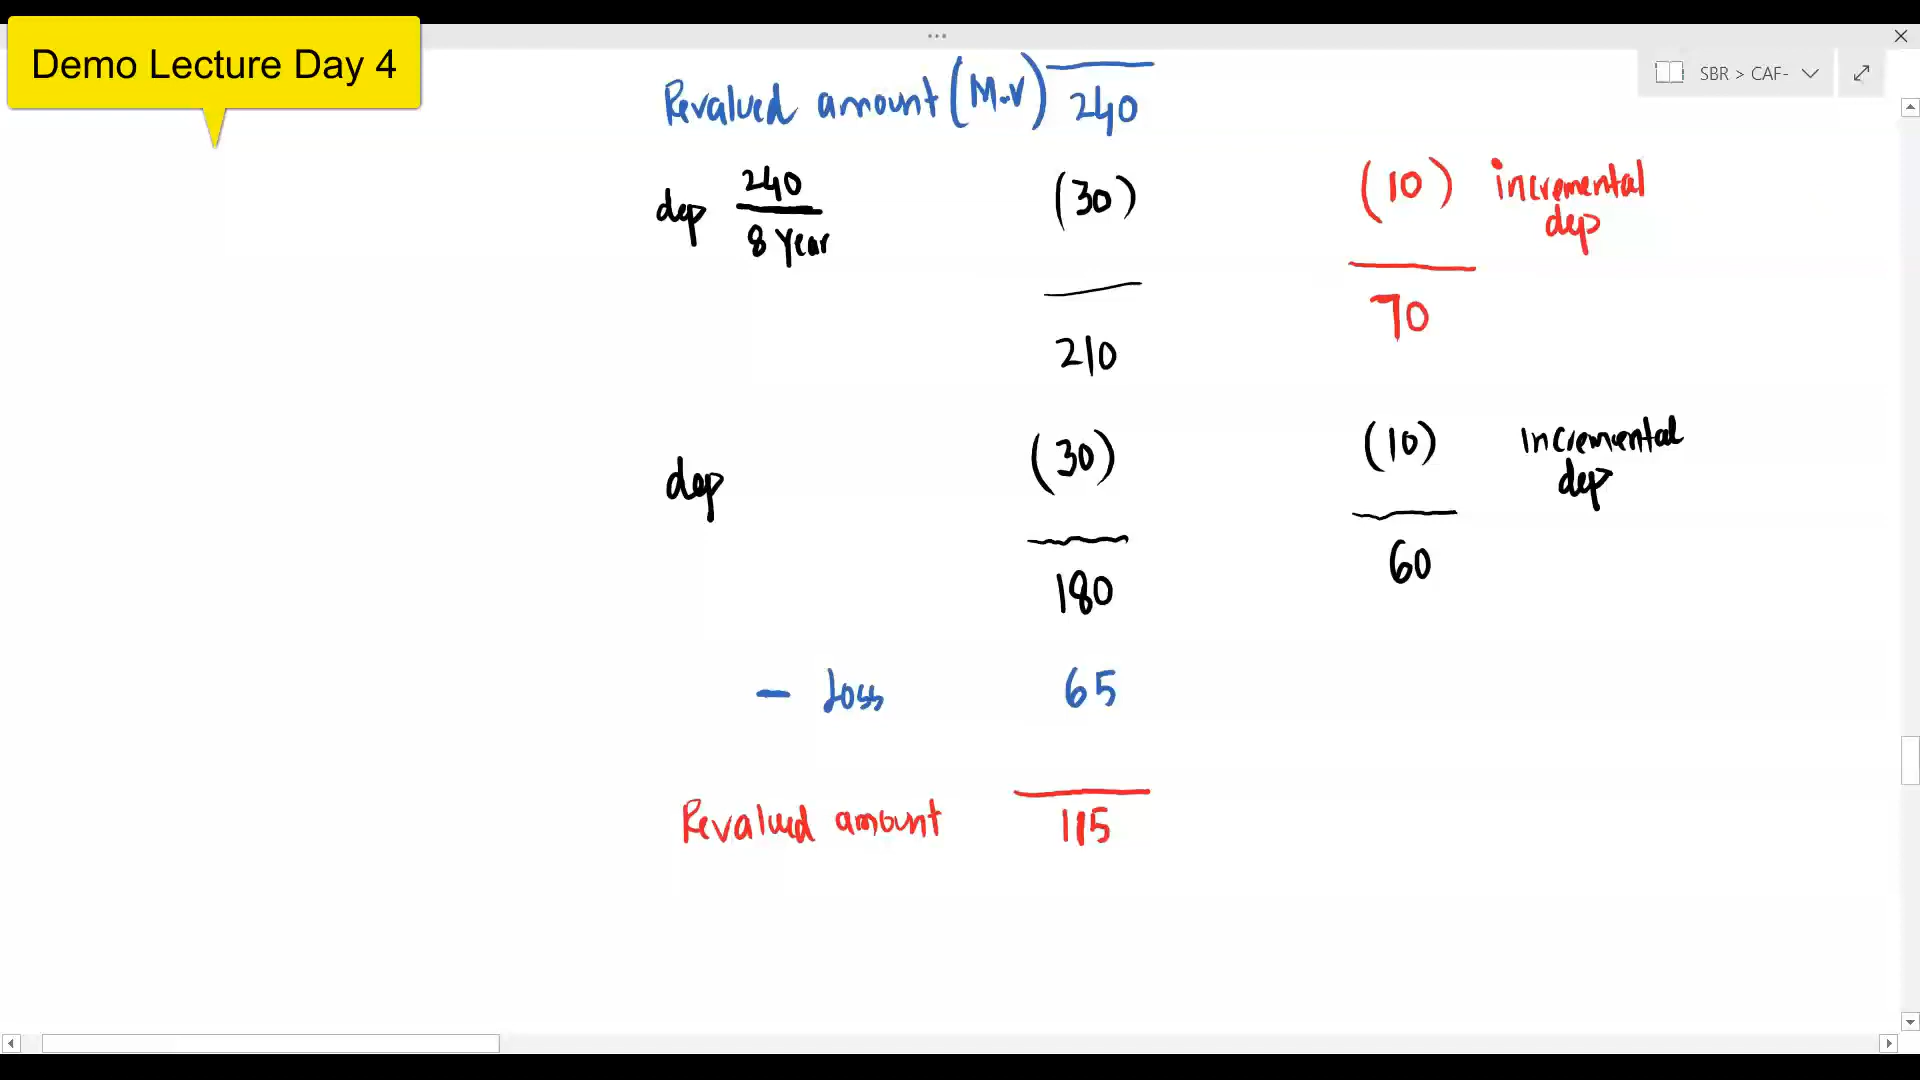 Demo Lecture Day 4
SBR > CAF-
Revalued amount (M.V) 240
dep 240 (30) (10) incremental
8 Year dep
210 70
dep (30) (10) incremental
dep
180 60
- Loss 65
Revalued amount 115